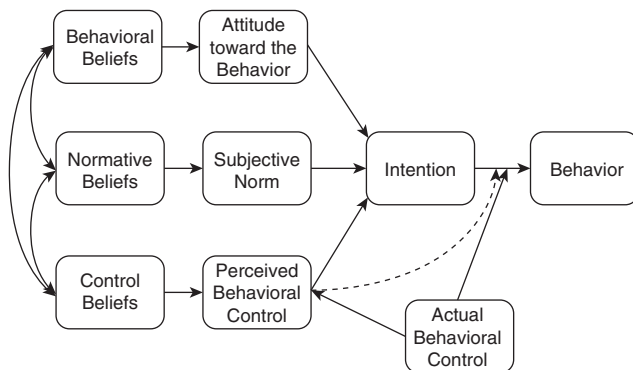 Behavioral
Beliefs
Attitude
toward the
Behavior
Normative
Beliefs
Subjective
Norm
Intention
Behavior
Control
Beliefs
Perceived
Behavioral
Control
Actual
Behavioral
Control